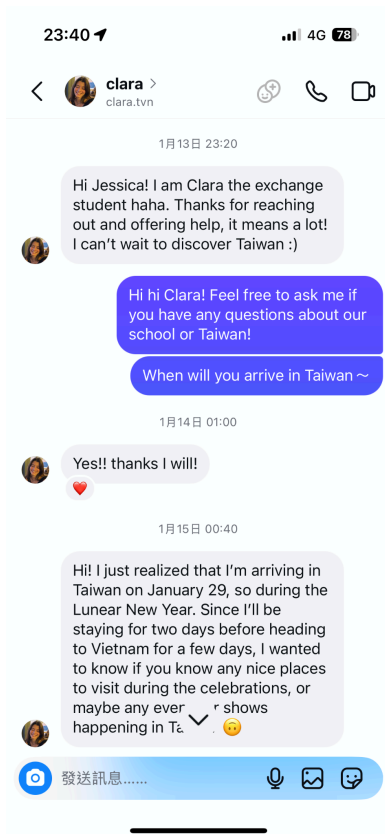 23:40
4G 78
clara
clara.tvn
1月13日 23:20
Hi Jessica! I am Clara the exchange
student haha. Thanks for reaching
out and offering help, it means a lot!
I can't wait to discover Taiwan :)
Hi hi Clara! Feel free to ask me if
you have any questions about our
school or Taiwan!
When will you arrive in Taiwan～
1月14日 01:00
Yes!! thanks I will!
1月15日 00:40
Hi! I just realized that I'm arriving in
Taiwan on January 29, so during the
Lunear New Year. Since I'll be
staying for two days before heading
to Vietnam for a few days, I wanted
to know if you know any nice places
to visit during the celebrations, or
maybe any shows
happening in
發送訊息......